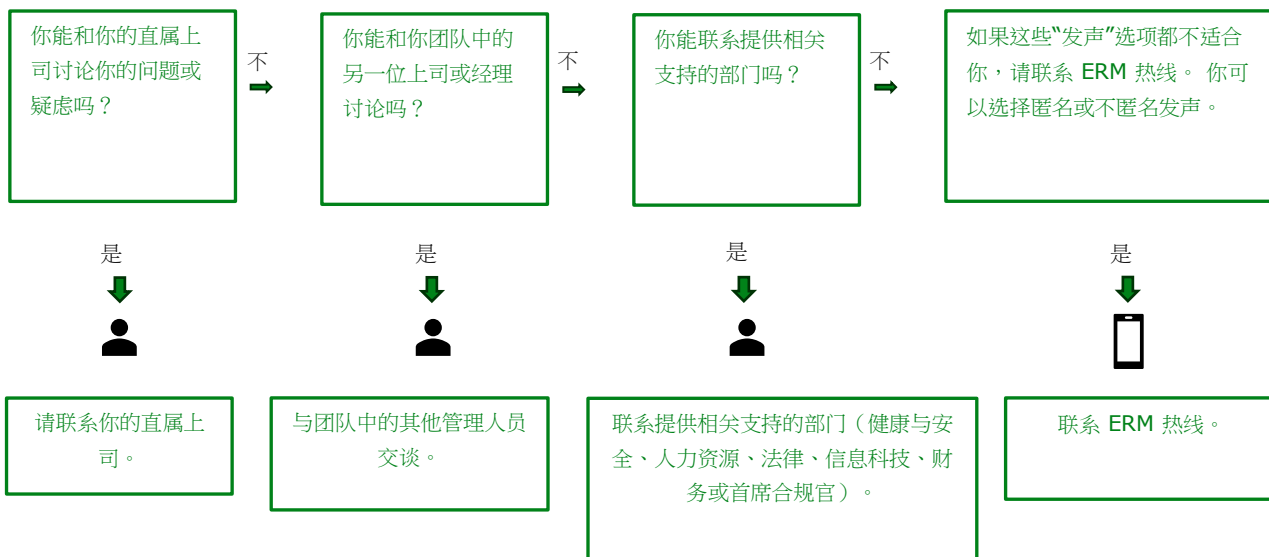 你能和你的直属上
司讨论你的问题或
疑虑吗？
不
你能和你团队中的
另一位上司或经理
讨论吗？
不
你能联系提供相关
支持的部门吗？
不
如果这些“发声”选项都不适合
你，请联系 ERM 热线。 你可
以选择匿名或不匿名发声。
是
是
是
是
请联系你的直属上
司。
与团队中的其他管理人员
交谈。
联系提供相关支持的部门（健康与安
全、人力资源、法律、信息科技、财
务或首席合规官）。
联系 ERM 热线。